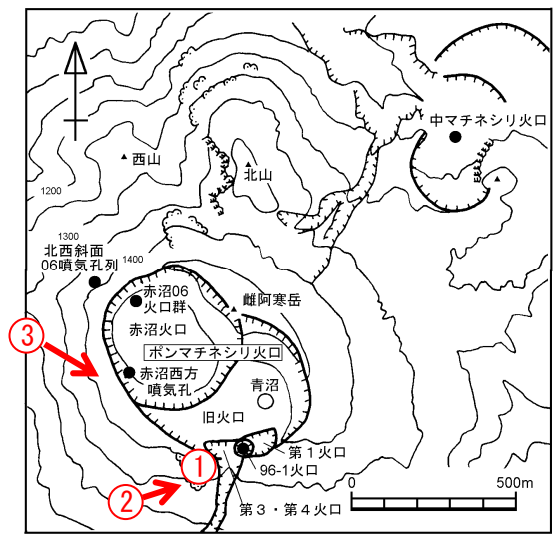 中マチネシリ火口
西山
北山
1200
1300
1400
北西斜面
06噴気孔列
赤沼06
火口群
雌阿寒岳
赤沼火口
③
ポンマチネシリ火口
赤沼西方
噴気孔
青沼
旧火口
第1火口
96-1火口
①
②
第3・第4火口
0
500m